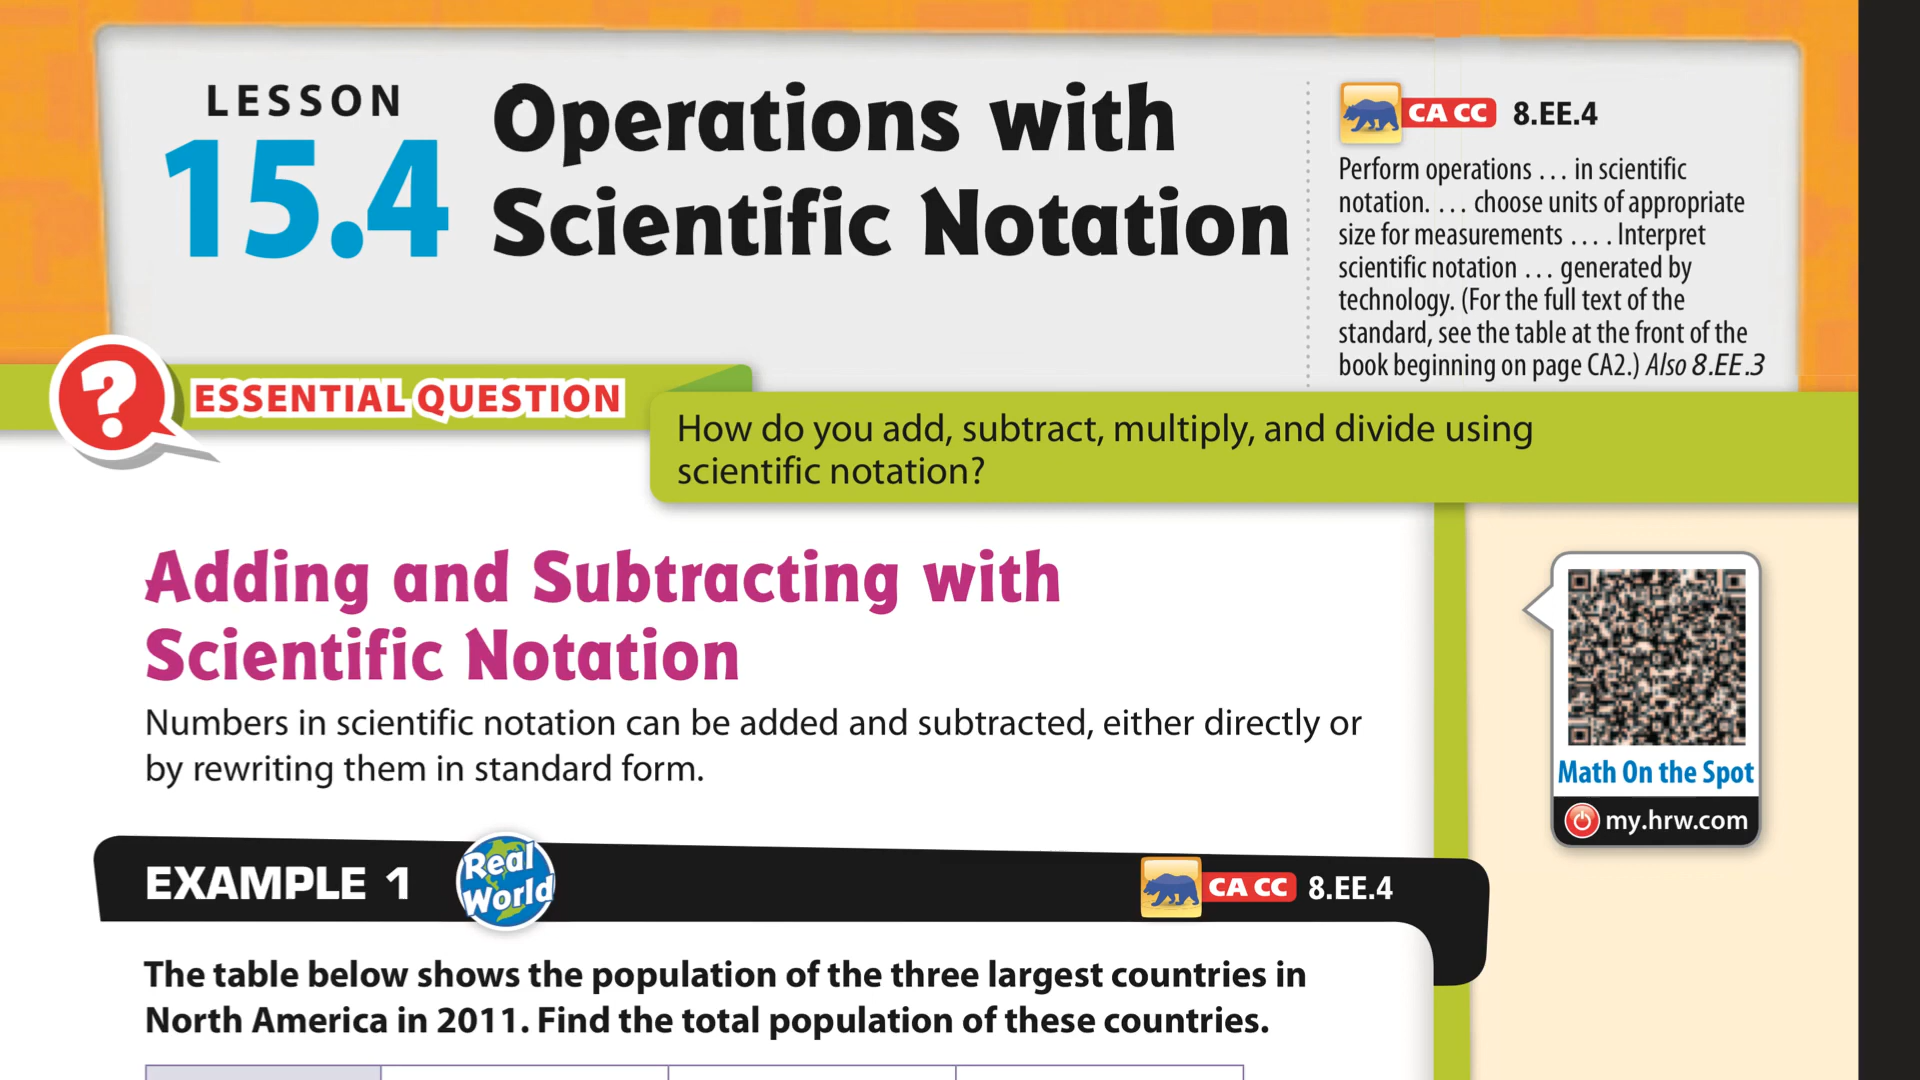 LESSON
15.4
Operations with
Scientific Notation
CA CC 8.EE.4
Perform operations … in scientific
notation. … choose units of appropriate
size for measurements …. Interpret
scientific notation … generated by
technology. (For the full text of the
standard, see the table at the front of the
book beginning on page CA2.) Also 8.EE.3
? ESSENTIAL QUESTION
How do you add, subtract, multiply, and divide using
scientific notation?
Adding and Subtracting with
Scientific Notation
Numbers in scientific notation can be added and subtracted, either directly or
by rewriting them in standard form.
Math On the Spot
my.hrw.com
EXAMPLE 1
Real
World
CA CC 8.EE.4
The table below shows the population of the three largest countries in
North America in 2011. Find the total population of these countries.